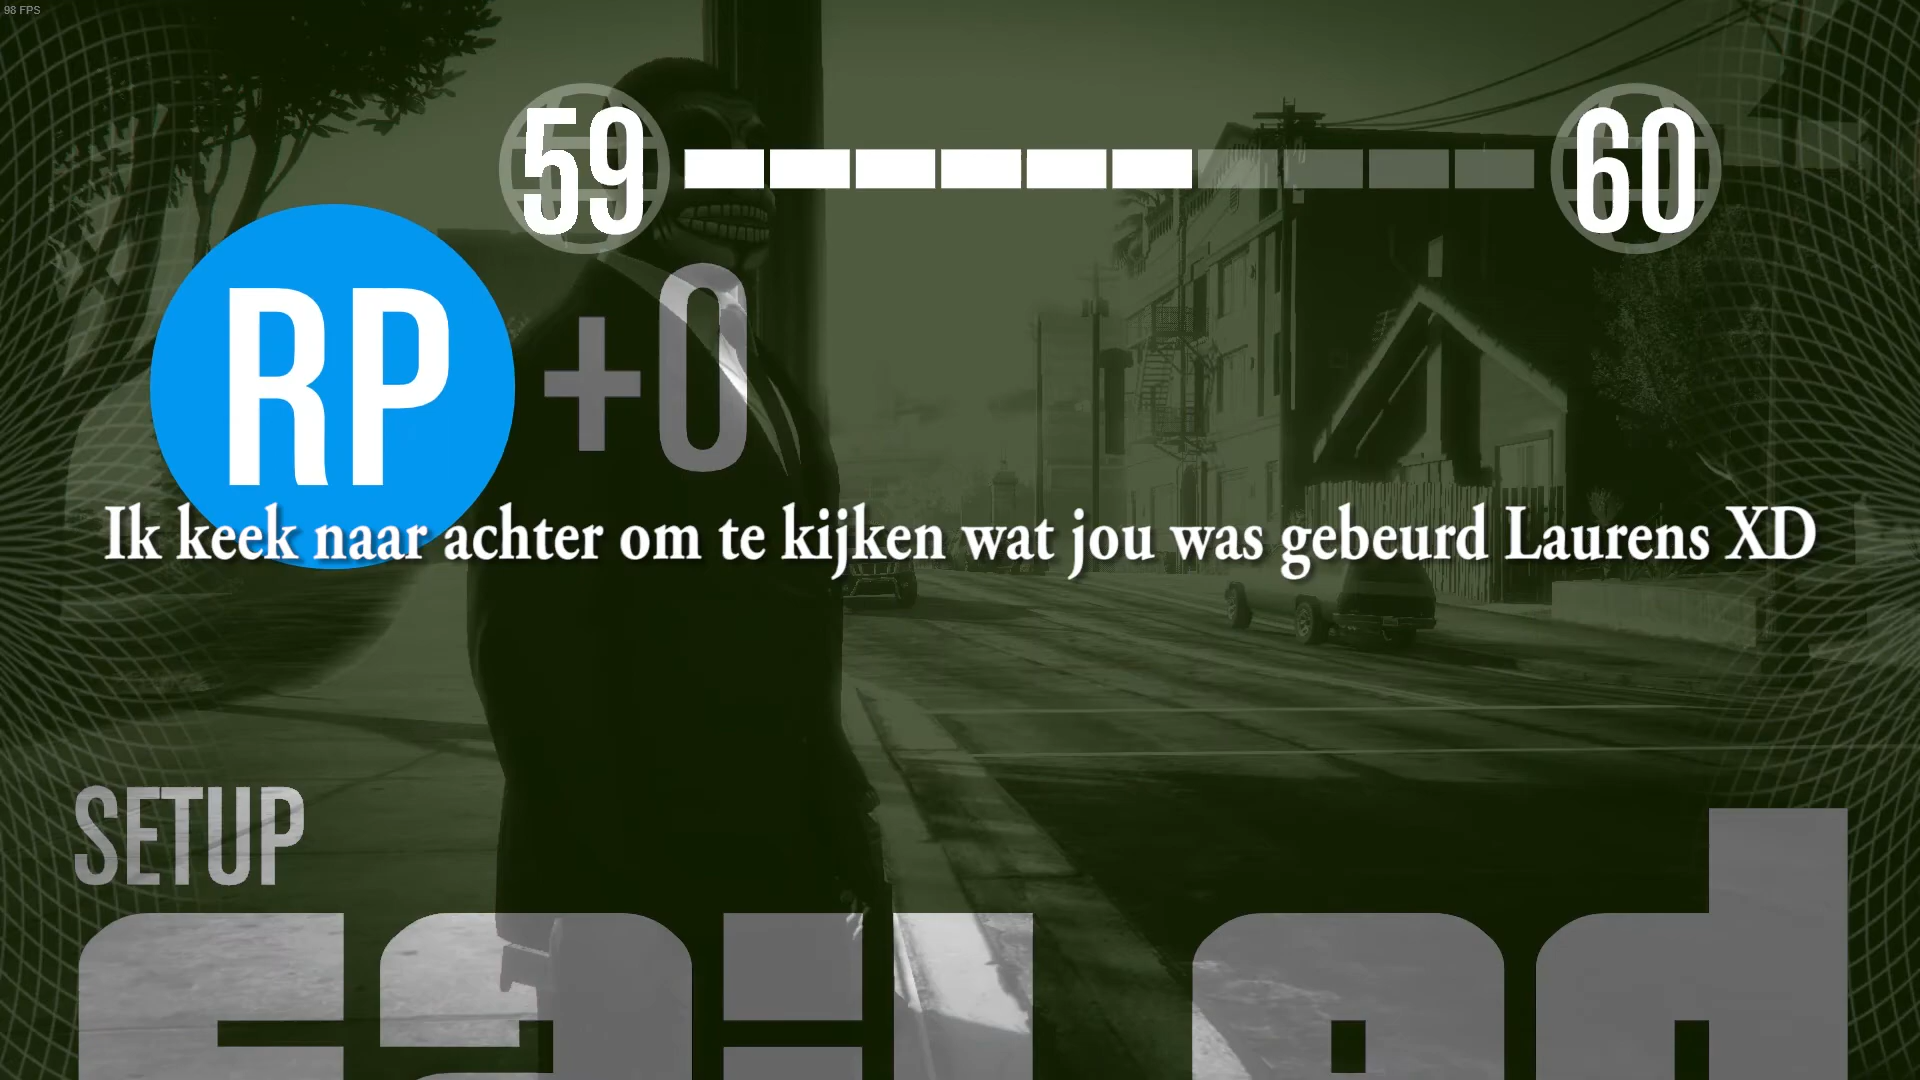 98 FPS
59 60
RP +0
Ik keek naar achter om te kijken wat jou was gebeurd Laurens XD
SETUP
failed